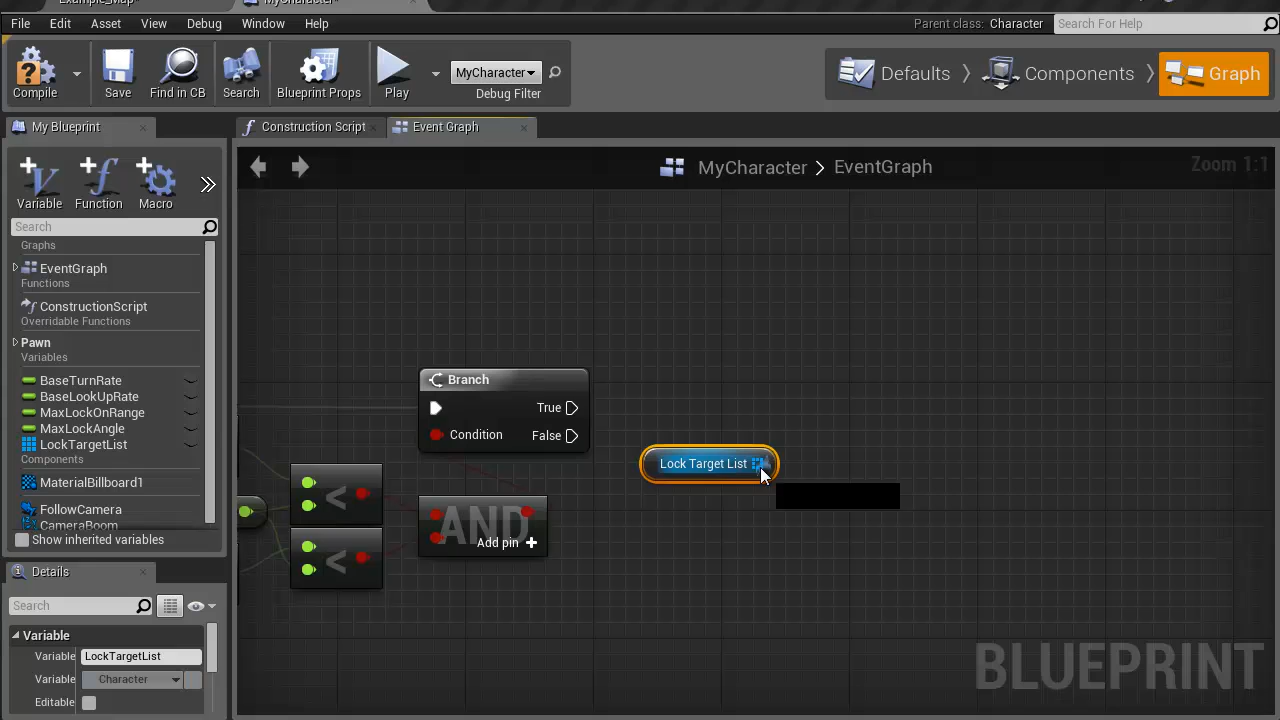 Example_Map
MyCharacter
File Edit Asset View Debug Window Help
Parent class: Character Search For Help
Compile Save Find in CB Search Blueprint Props Play
MyCharacter
Debug Filter
Defaults Components Graph
My Blueprint Construction Script Event Graph
Variable Function Macro
MyCharacter > EventGraph Zoom 1:1
Search
Graphs
EventGraph
Functions
ConstructionScript
Overridable Functions
Pawn
Variables
BaseTurnRate
BaseLookUpRate
MaxLockOnRange
MaxLockAngle
LockTargetList
Components
MaterialBillboard1
FollowCamera
CameraBoom
Show inherited variables
Branch
True
Condition False
Lock Target List
<
<
AND
Add pin +
Details
Search
Variable
Variable LockTargetList
Variable Character
Editable
BLUEPRINT